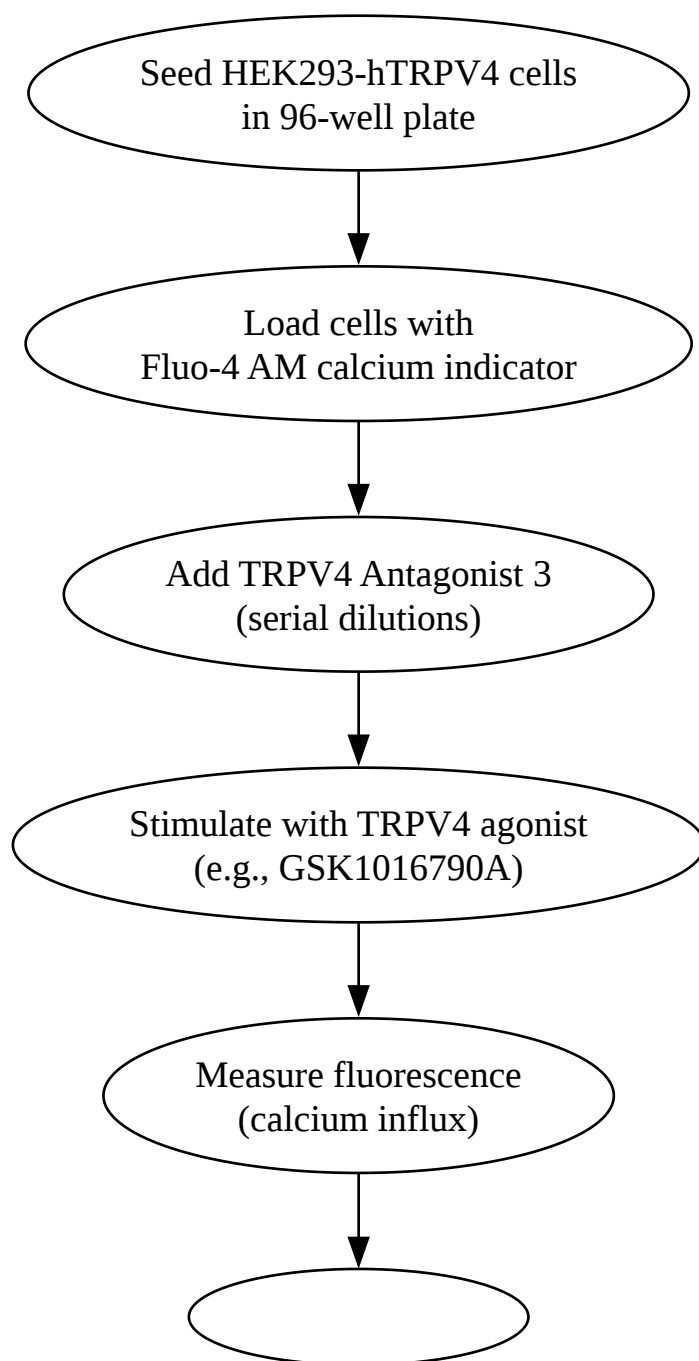 Seed HEK293-hTRPV4 cells
in 96-well plate
Load cells with
Fluo-4 AM calcium indicator
Add TRPV4 Antagonist 3
(serial dilutions)
Stimulate with TRPV4 agonist
(e.g., GSK1016790A)
Measure fluorescence
(calcium influx)